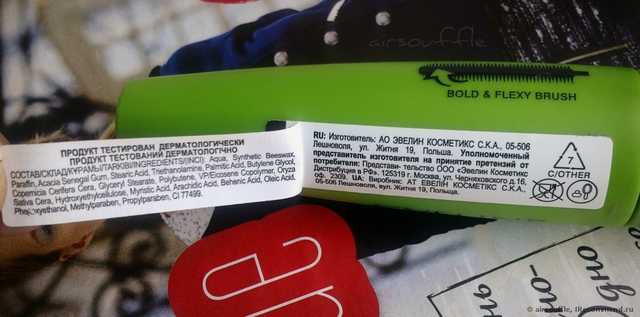 airsouffle
BOLD & FLEXY BRUSH
ПРОДУКТ ТЕСТИРОВАН ДЕРМАТОЛОГИЧЕСКИ
ПРОДУКТ ТЕСТОВАНИЙ ДЕРМАТОЛОГІЧНО
СОСТАВ/СКЛАД/ҚҰРАМЫ/TARKIBI/INGREDIENTS/(INCI): Aqua, Synthetic Beeswax,
Paraffin, Acacia Senegal Gum, Stearic Acid, Triethanolamine, Palmitic Acid, Butylene Glycol,
Copernica Cerifera Cera, Glyceryl Stearate, Polybutene, VP/Eicosene Copolymer, Oryza
Sativa Cera, Hydroxyethylcellulose, Myristic Acid, Arachidic Acid, Behenic Acid, Oleic Acid,
Phenoxyethanol, Methylparaben, Propylparaben, CI 77499.
RU: Изготовитель: АО ЭВЕЛИН КОСМЕТИКС С.К.А., 05-506
Лешноволя, ул. Житня 19, Польша. Уполномоченный
представитель изготовителя на принятие претензий от
потребителя: Представи- тельство ООО «Эвелин Косметик
Дистрибуция в РФ». 125319 г. Москва, ул. Черняховского д.16,
оф. 2309. UA: Виробник: АТ ЕВЕЛІН КОСМЕТІКС С.К.А.,
05-506 Лешноволя, вул. Житня 19, Польща.
7
C/OTHER
нь
мо-
дно
© airsouffle, IRecommend.ru